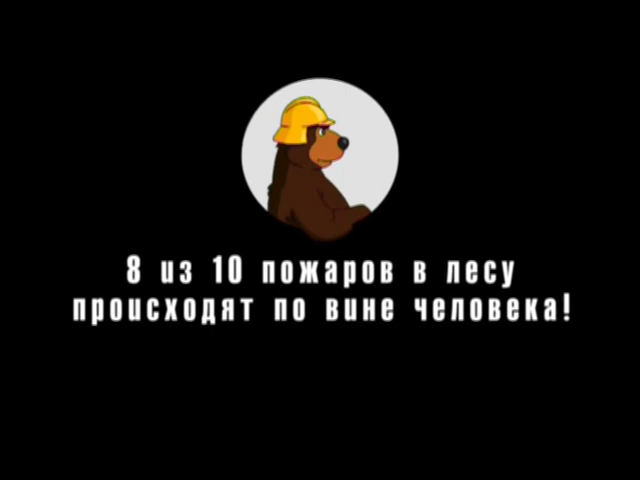 8 из 10 пожаров в лесу
происходят по вине человека!